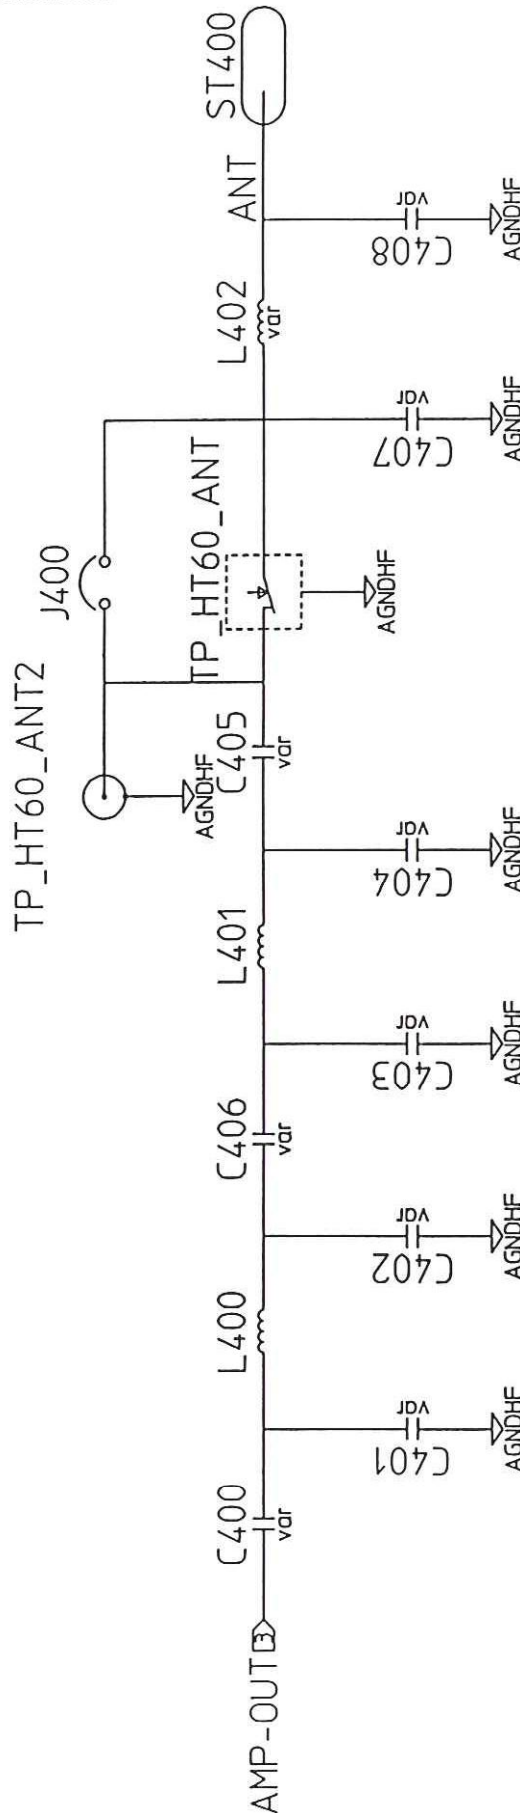 ST400
ANT
var
C408
AGNDHF
L402
var
var
C407
AGNDHF
J400
TP_HT60_ANT
AGNDHF
TP_HT60_ANT2
AGNDHF
C405
var
var
C404
AGNDHF
L401
var
C403
AGNDHF
C406
var
var
C402
AGNDHF
L400
var
C401
AGNDHF
C400
var
AMP-OUT
3